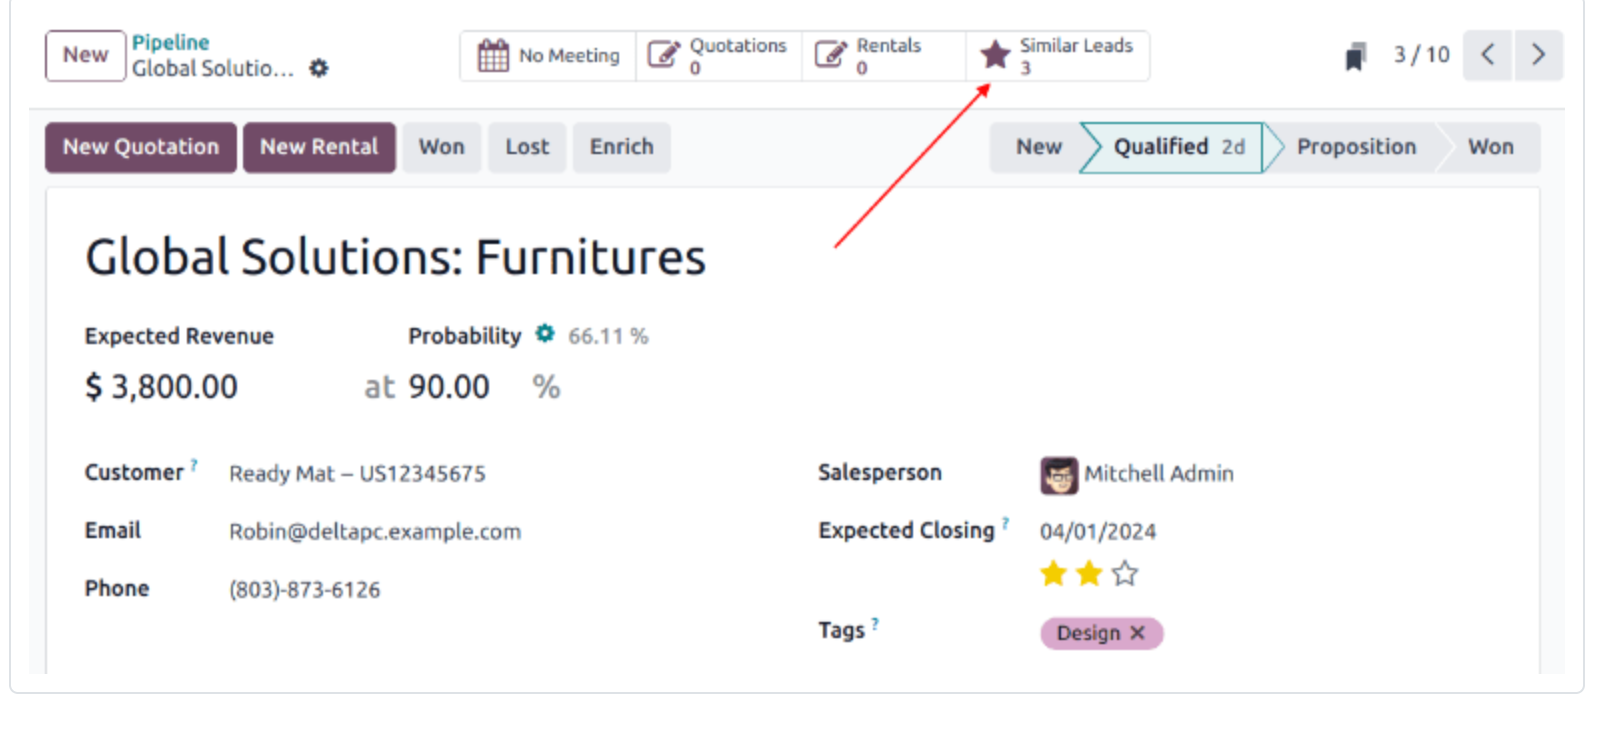 New
Pipeline
Global Solutio...
No Meeting
Quotations
0
Rentals
0
Similar Leads
3
3 / 10
New Quotation
New Rental
Won
Lost
Enrich
New
Qualified 2d
Proposition
Won
Global Solutions: Furnitures
Expected Revenue
Probability 66.11 %
$ 3,800.00 at 90.00 %
Customer ? Ready Mat – US12345675
Salesperson Mitchell Admin
Email Robin@deltapc.example.com
Expected Closing ? 04/01/2024
Phone (803)-873-6126
Tags ? Design ✕